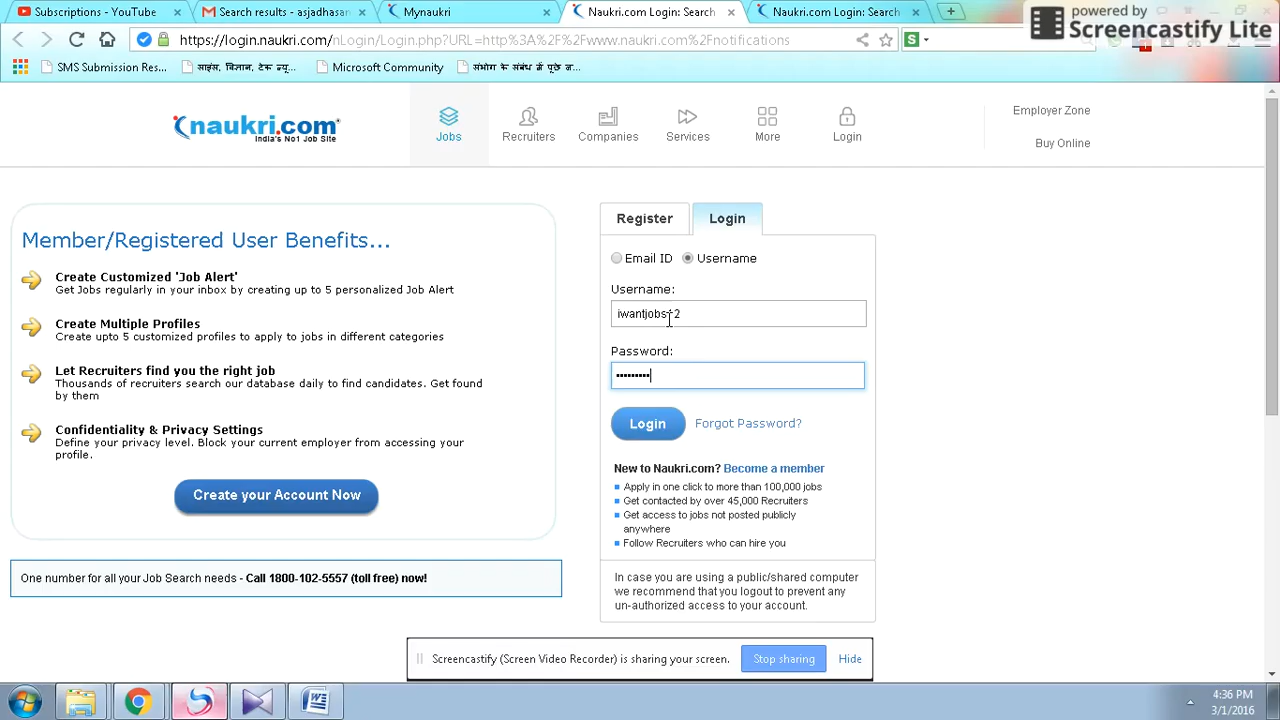 Subscriptions - YouTube
Search results - asjadhasan
Mynaukri
Naukri.com Login: Search
Naukri.com Login: Search
powered by
Screencastify Lite
https://login.naukri.com/
2Fwww.naukri.com%2Fnotifications
S
SMS Submission Res...
साइंस, विज्ञान, टेक न्यू...
Microsoft Community
naukri.com
India's No1 Job Site
Jobs
Recruiters
Companies
Services
More
Login
Employer Zone
Buy Online
Member/Registered User Benefits...
Create Customized 'Job Alert'
Get Jobs regularly in your inbox by creating up to 5 personalized Job Alert
Create Multiple Profiles
Create upto 5 customized profiles to apply to jobs in different categories
Let Recruiters find you the right job
Thousands of recruiters search our database daily to find candidates. Get found
by them
Confidentiality & Privacy Settings
Define your privacy level. Block your current employer from accessing your
profile.
Create your Account Now
One number for all your Job Search needs - Call 1800-102-5557 (toll free) now!
Register
Login
Email ID
Username
Username:
Password:
Login
Forgot Password?
New to Naukri.com? Become a member
Apply in one click to more than 100,000 jobs
Get contacted by over 45,000 Recruiters
Get access to jobs not posted publicly
anywhere
Follow Recruiters who can hire you
In case you are using a public/shared computer
we recommend that you logout to prevent any
un-authorized access to your account.
Screencastify (Screen Video Recorder) is sharing your screen.
Stop sharing
Hide
4:36 PM
3/1/2016